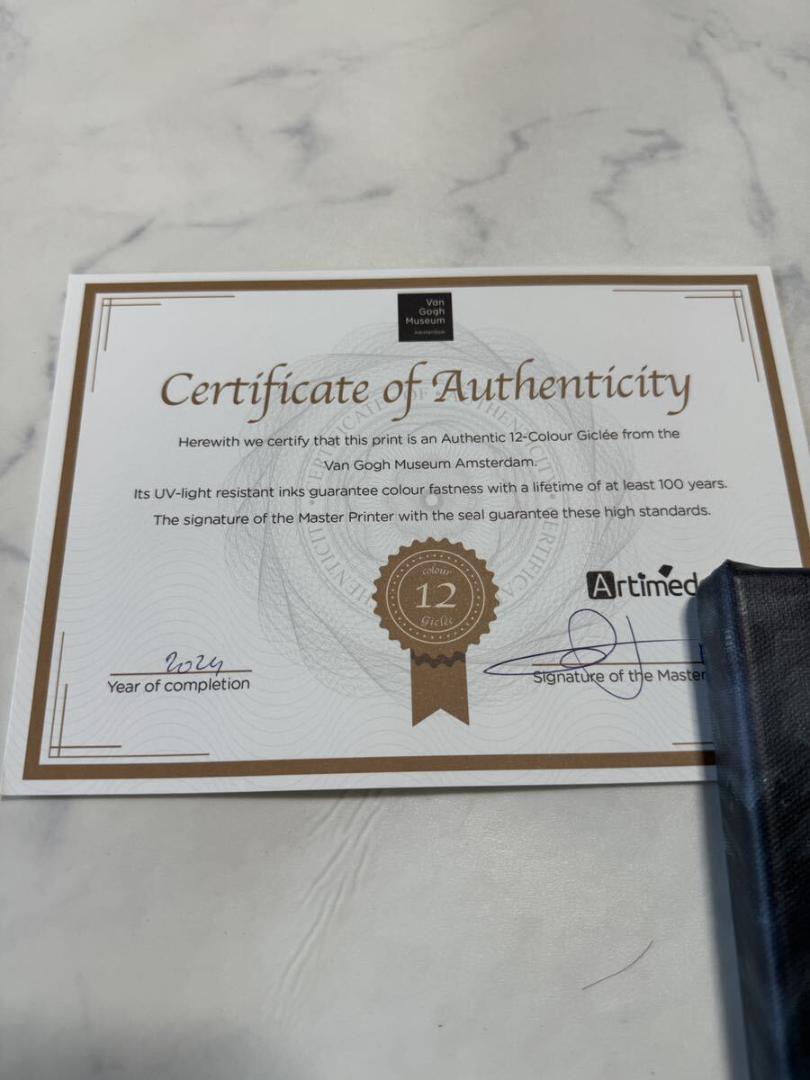 Van
Gogh
Museum
Amsterdam
Certificate of Authenticity
Herewith we certify that this print is an Authentic 12-Colour Giclée from the
Van Gogh Museum Amsterdam.
Its UV-light resistant inks guarantee colour fastness with a lifetime of at least 100 years.
The signature of the Master Printer with the seal guarantee these high standards.
colour
12
Giclée
Artimed
2024
Year of completion
Signature of the Master